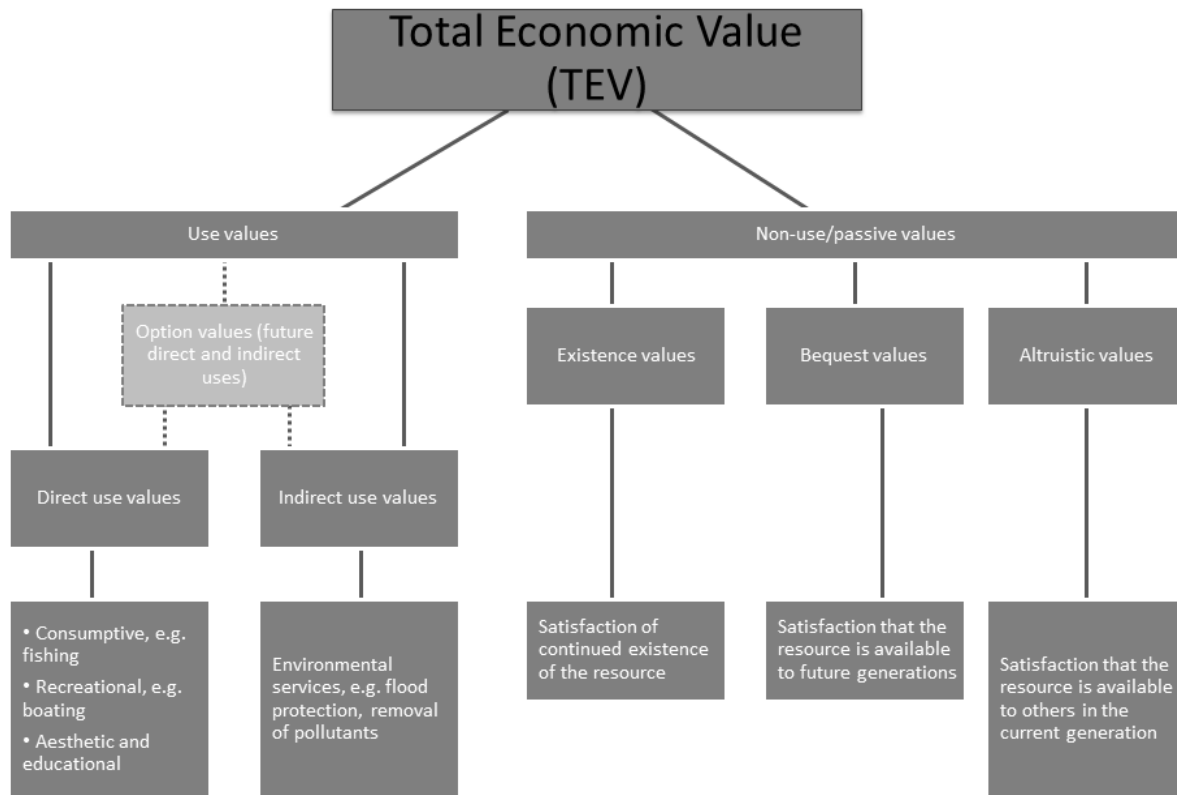 Total Economic Value
(TEV)
Use values
Non-use/passive values
Option values (future
direct and indirect
uses)
Existence values
Bequest values
Altruistic values
Direct use values
Indirect use values
• Consumptive, e.g.
fishing
• Recreational, e.g.
boating
• Aesthetic and
educational
Environmental
services, e.g. flood
protection, removal
of pollutants
Satisfaction of
continued existence
of the resource
Satisfaction that the
resource is available
to future generations
Satisfaction that the
resource is available
to others in the
current generation